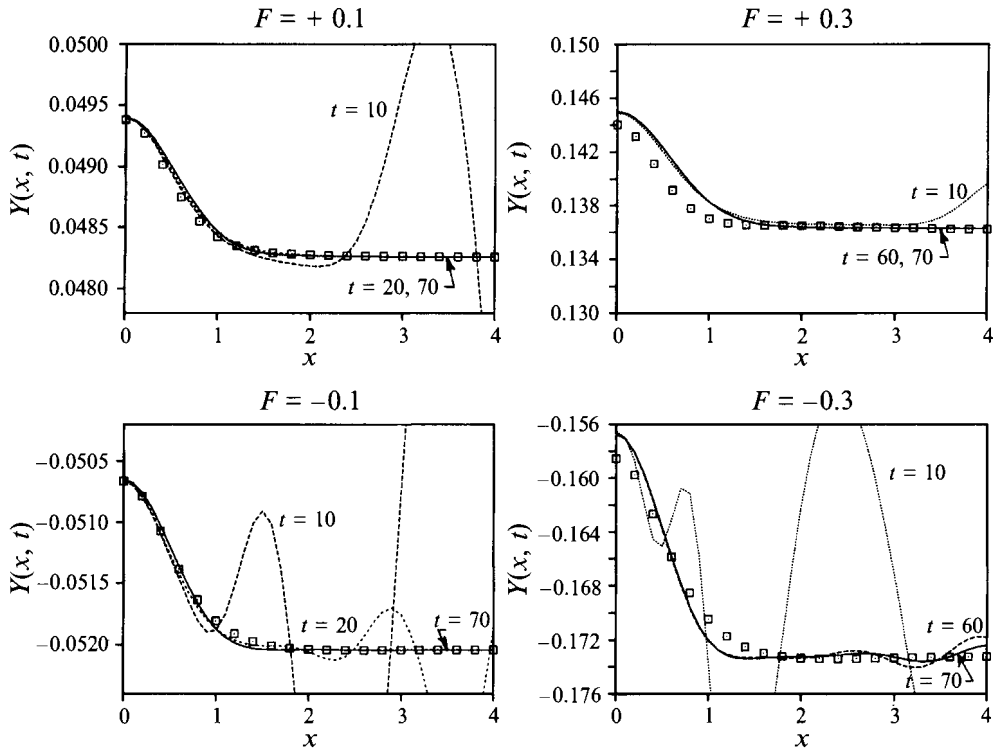 F = + 0.1
0.0500
0.0495
0.0490
0.0485
0.0480
Y(x, t)
t = 10
t = 20, 70
0 1 2 3 4
x
F = + 0.3
0.150
0.146
0.142
0.138
0.134
0.130
Y(x, t)
t = 10
t = 60, 70
0 1 2 3 4
x
F = −0.1
−0.0505
−0.0510
−0.0515
−0.0520
Y(x, t)
t = 10
t = 20
t = 70
0 1 2 3 4
x
F = −0.3
−0.156
−0.160
−0.164
−0.168
−0.172
−0.176
Y(x, t)
t = 10
t = 60
t = 70
0 1 2 3 4
x